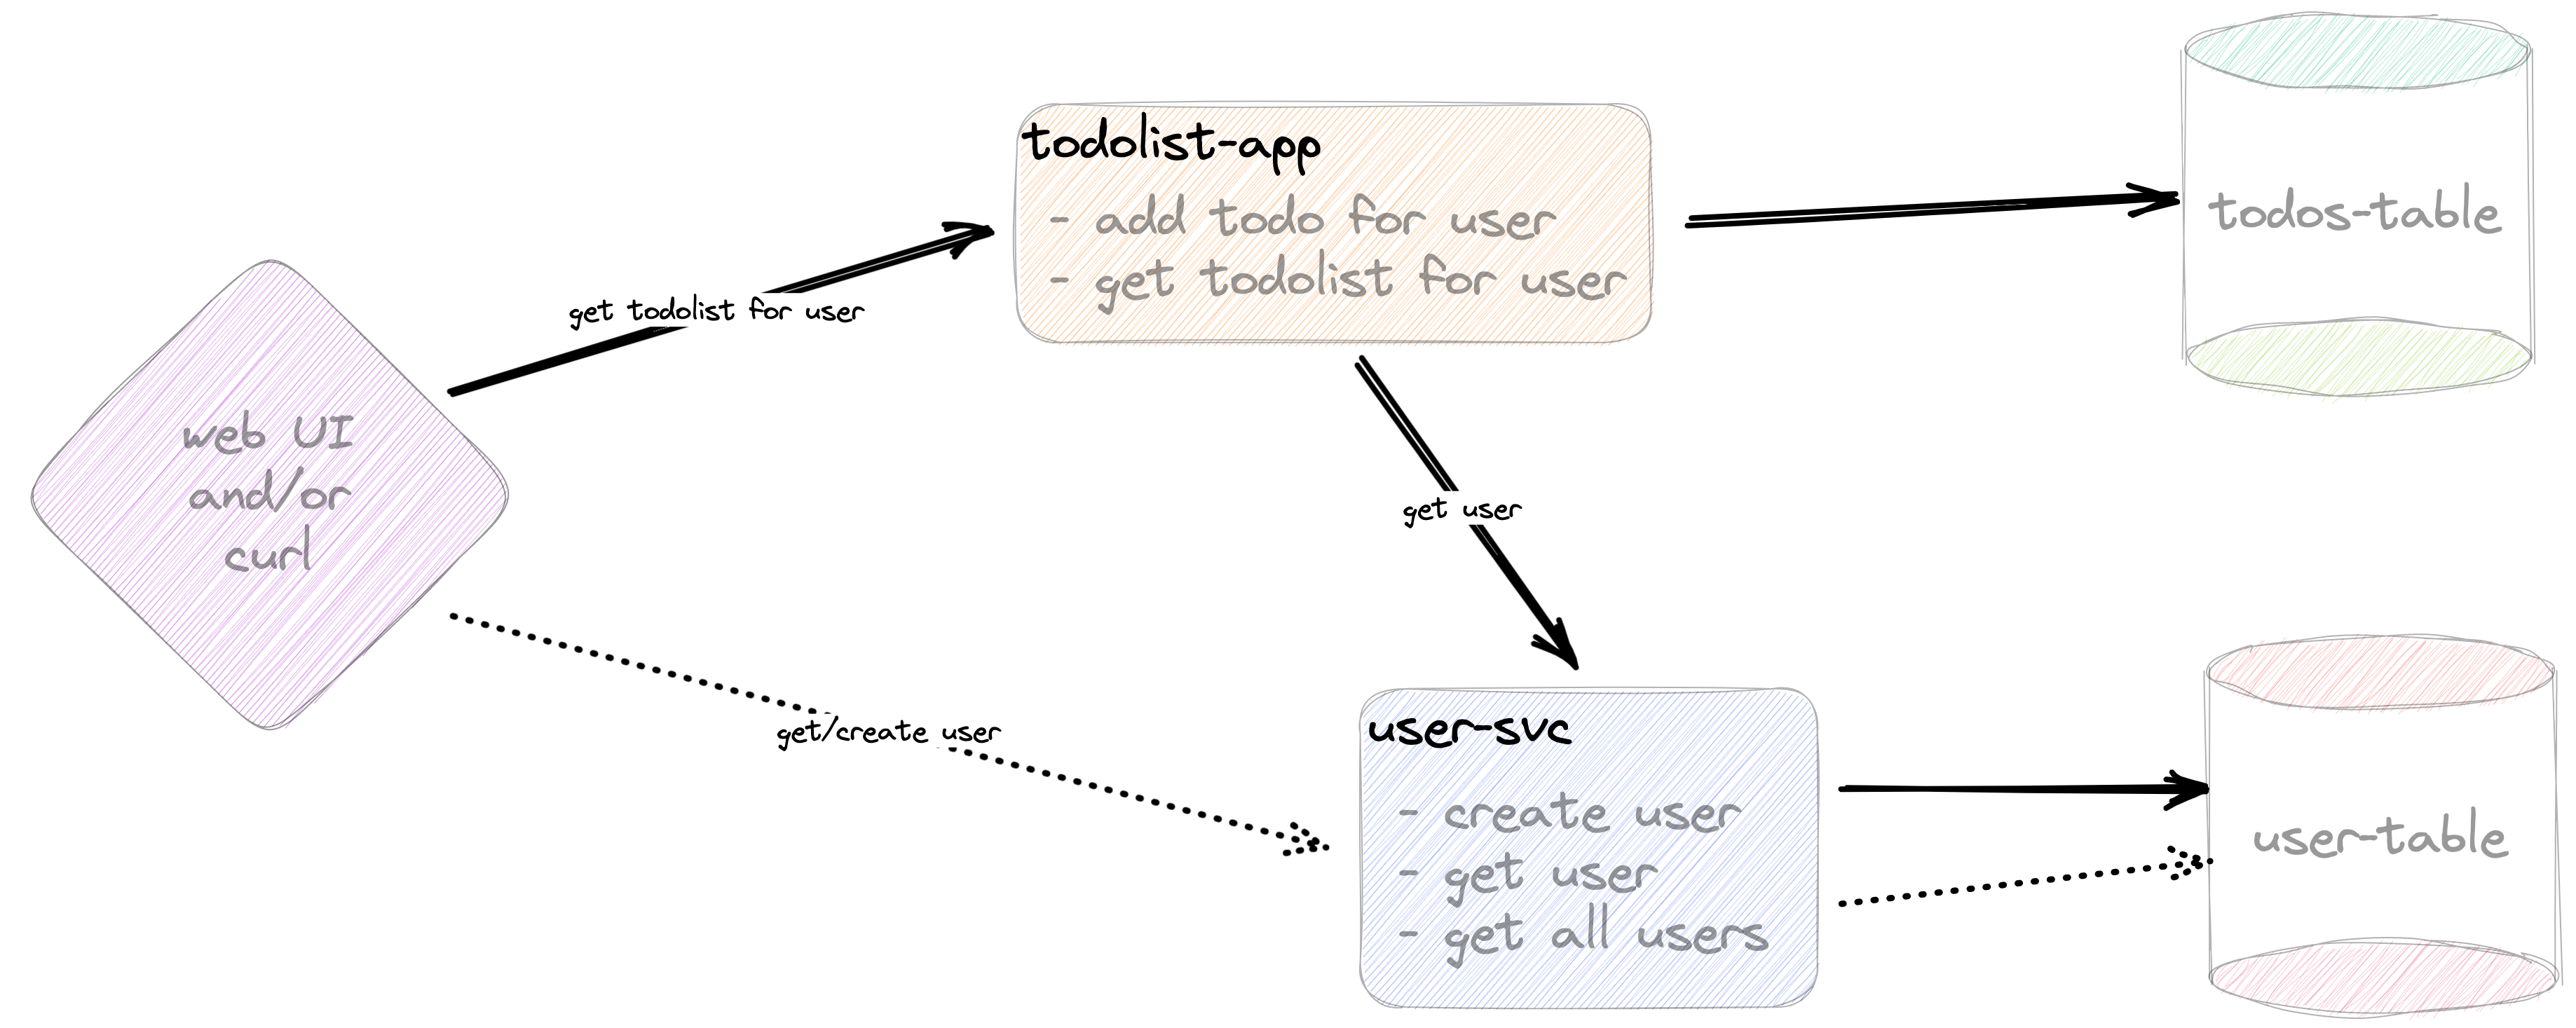 todolist-app
- add todo for user
- get todolist for user
todos-table
get todolist for user
web UI
and/or
curl
get user
get/create user
user-svc
- create user
- get user
- get all users
user-table